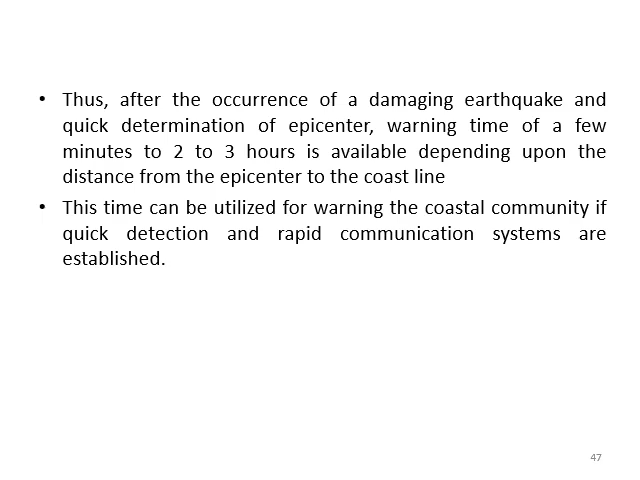 • Thus, after the occurrence of a damaging earthquake and
quick determination of epicenter, warning time of a few
minutes to 2 to 3 hours is available depending upon the
distance from the epicenter to the coast line
• This time can be utilized for warning the coastal community if
quick detection and rapid communication systems are
established.
47